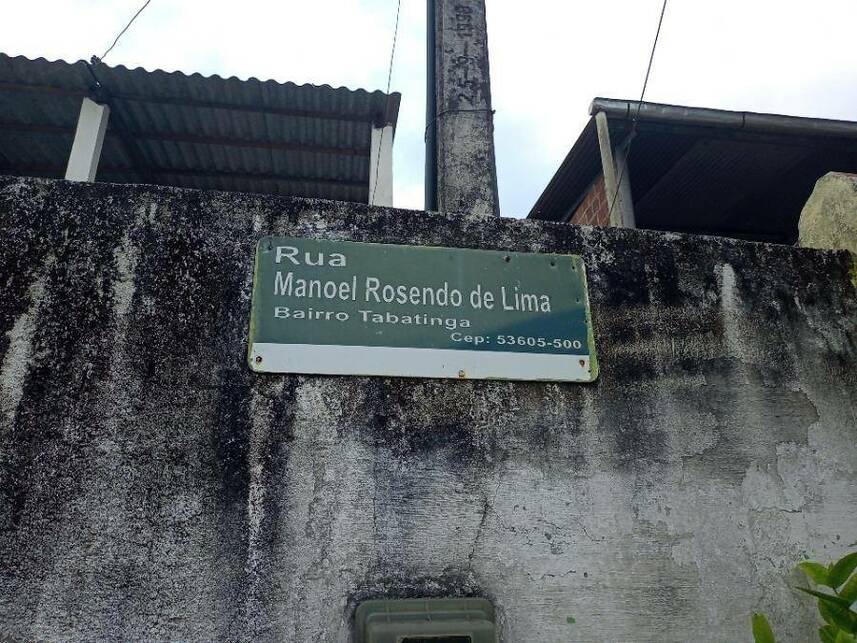 Rua
Manoel Rosendo de Lima
Bairro Tabatinga
Cep: 53605-500